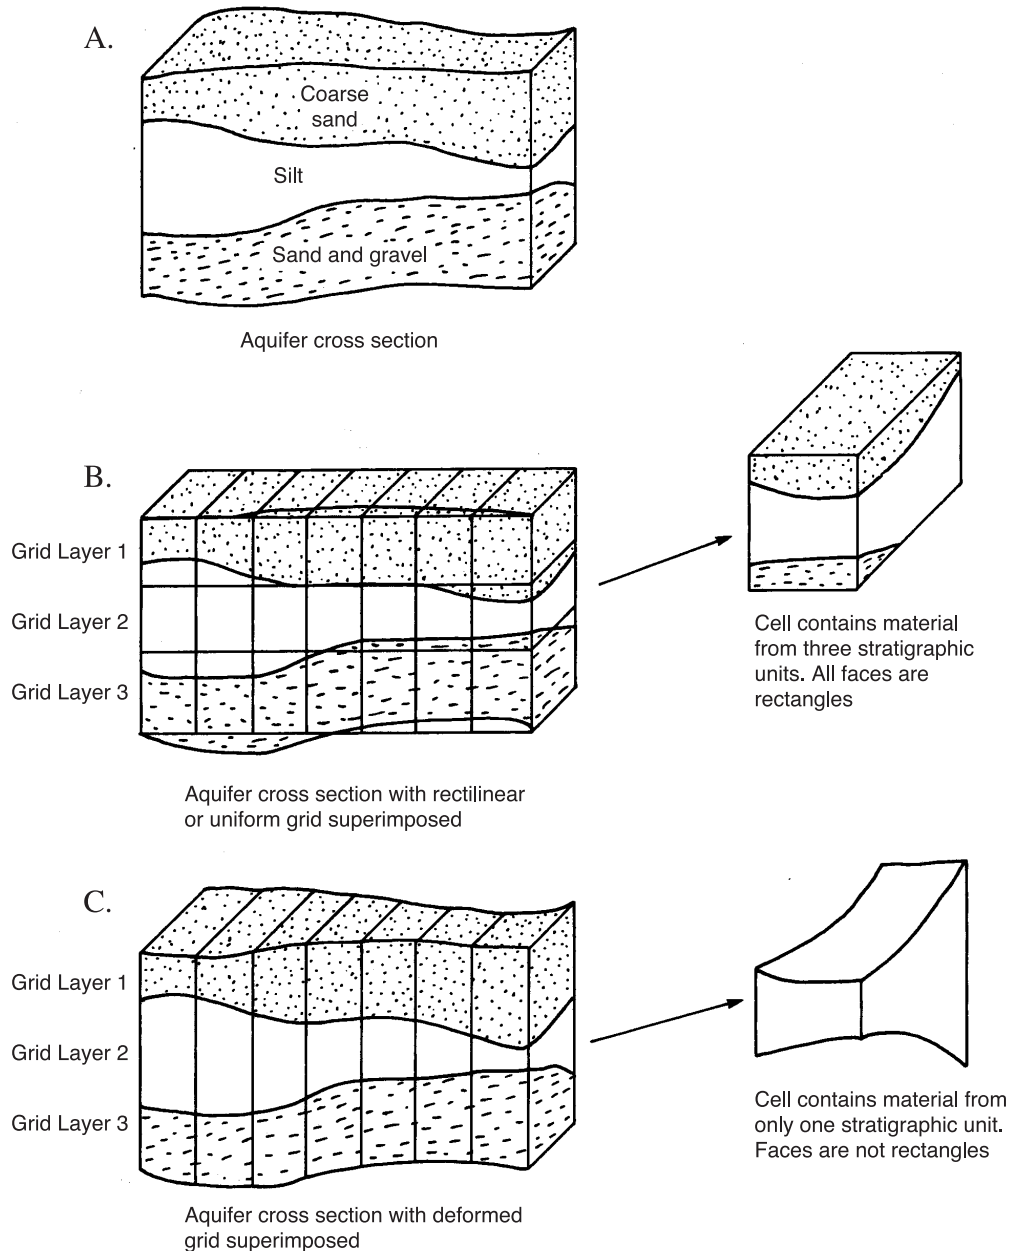 A.
Coarse
sand
Silt
Sand and gravel
Aquifer cross section
B.
Grid Layer 1
Grid Layer 2
Grid Layer 3
Cell contains material
from three stratigraphic
units. All faces are
rectangles
Aquifer cross section with rectilinear
or uniform grid superimposed
C.
Grid Layer 1
Grid Layer 2
Grid Layer 3
Cell contains material from
only one stratigraphic unit.
Faces are not rectangles
Aquifer cross section with deformed
grid superimposed